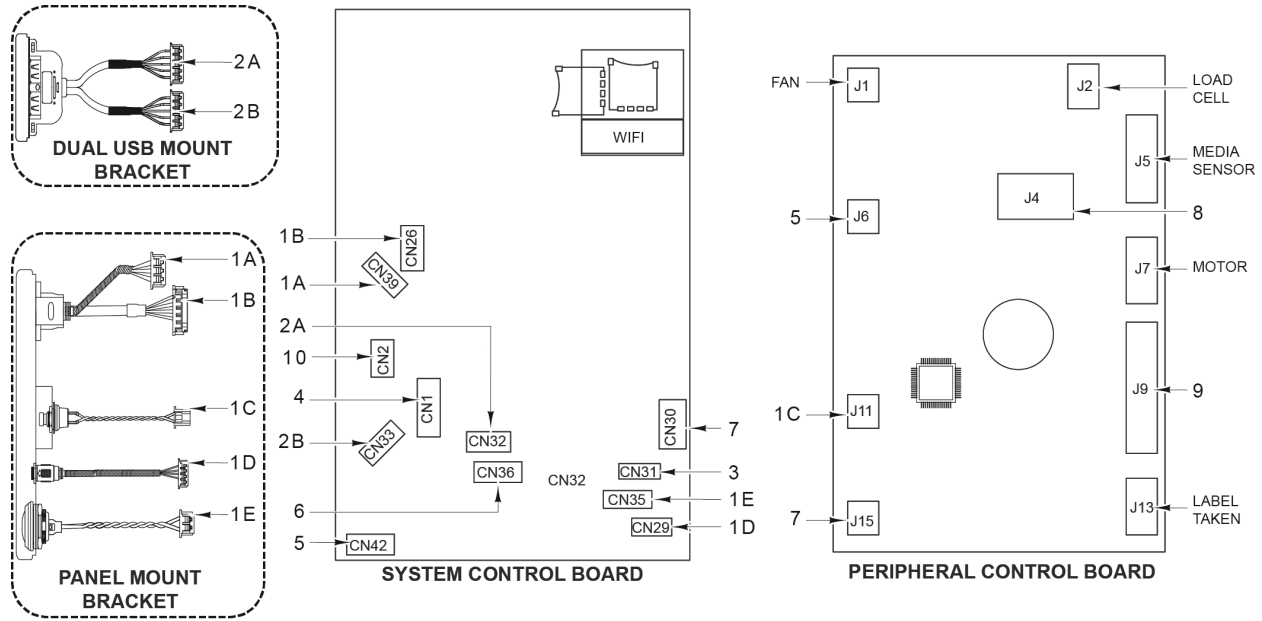 2A
2B
DUAL USB MOUNT
BRACKET
1A
1B
1C
1D
1E
PANEL MOUNT
BRACKET
WIFI
1B
CN26
1A
CN39
2A
10
CN2
4
CN1
2B
CN33
CN32
CN36
CN32
6
5
CN42
CN30
7
CN31
3
CN35
1E
CN29
1D
SYSTEM CONTROL BOARD
FAN
J1
J2
LOAD
CELL
J5
MEDIA
SENSOR
J4
8
5
J6
J7
MOTOR
J9
9
1C
J11
7
J15
J13
LABEL
TAKEN
PERIPHERAL CONTROL BOARD